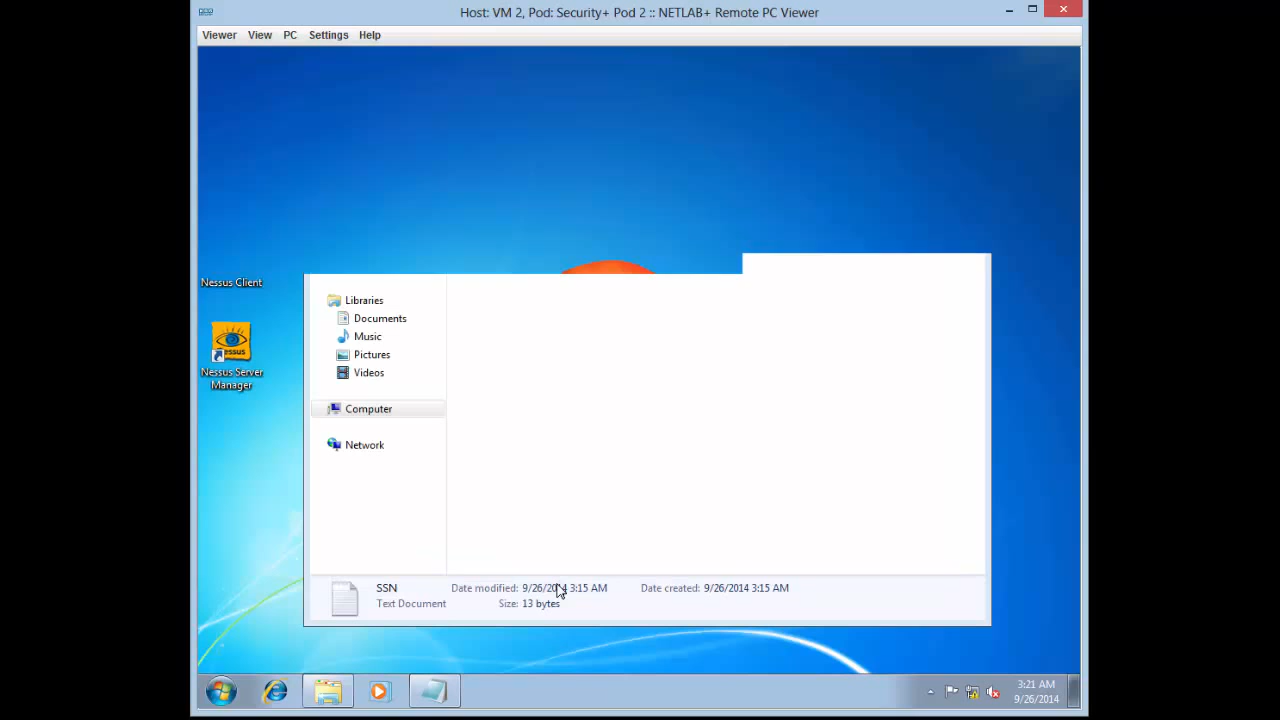 Host: VM 2, Pod: Security+ Pod 2 :: NETLAB+ Remote PC Viewer
Viewer View PC Settings Help
Nessus Client
Nessus Server
Manager
Libraries
Documents
Music
Pictures
Videos
Computer
Network
SSN Date modified: 9/26/2014 3:15 AM Date created: 9/26/2014 3:15 AM
Text Document Size: 13 bytes
3:21 AM
9/26/2014